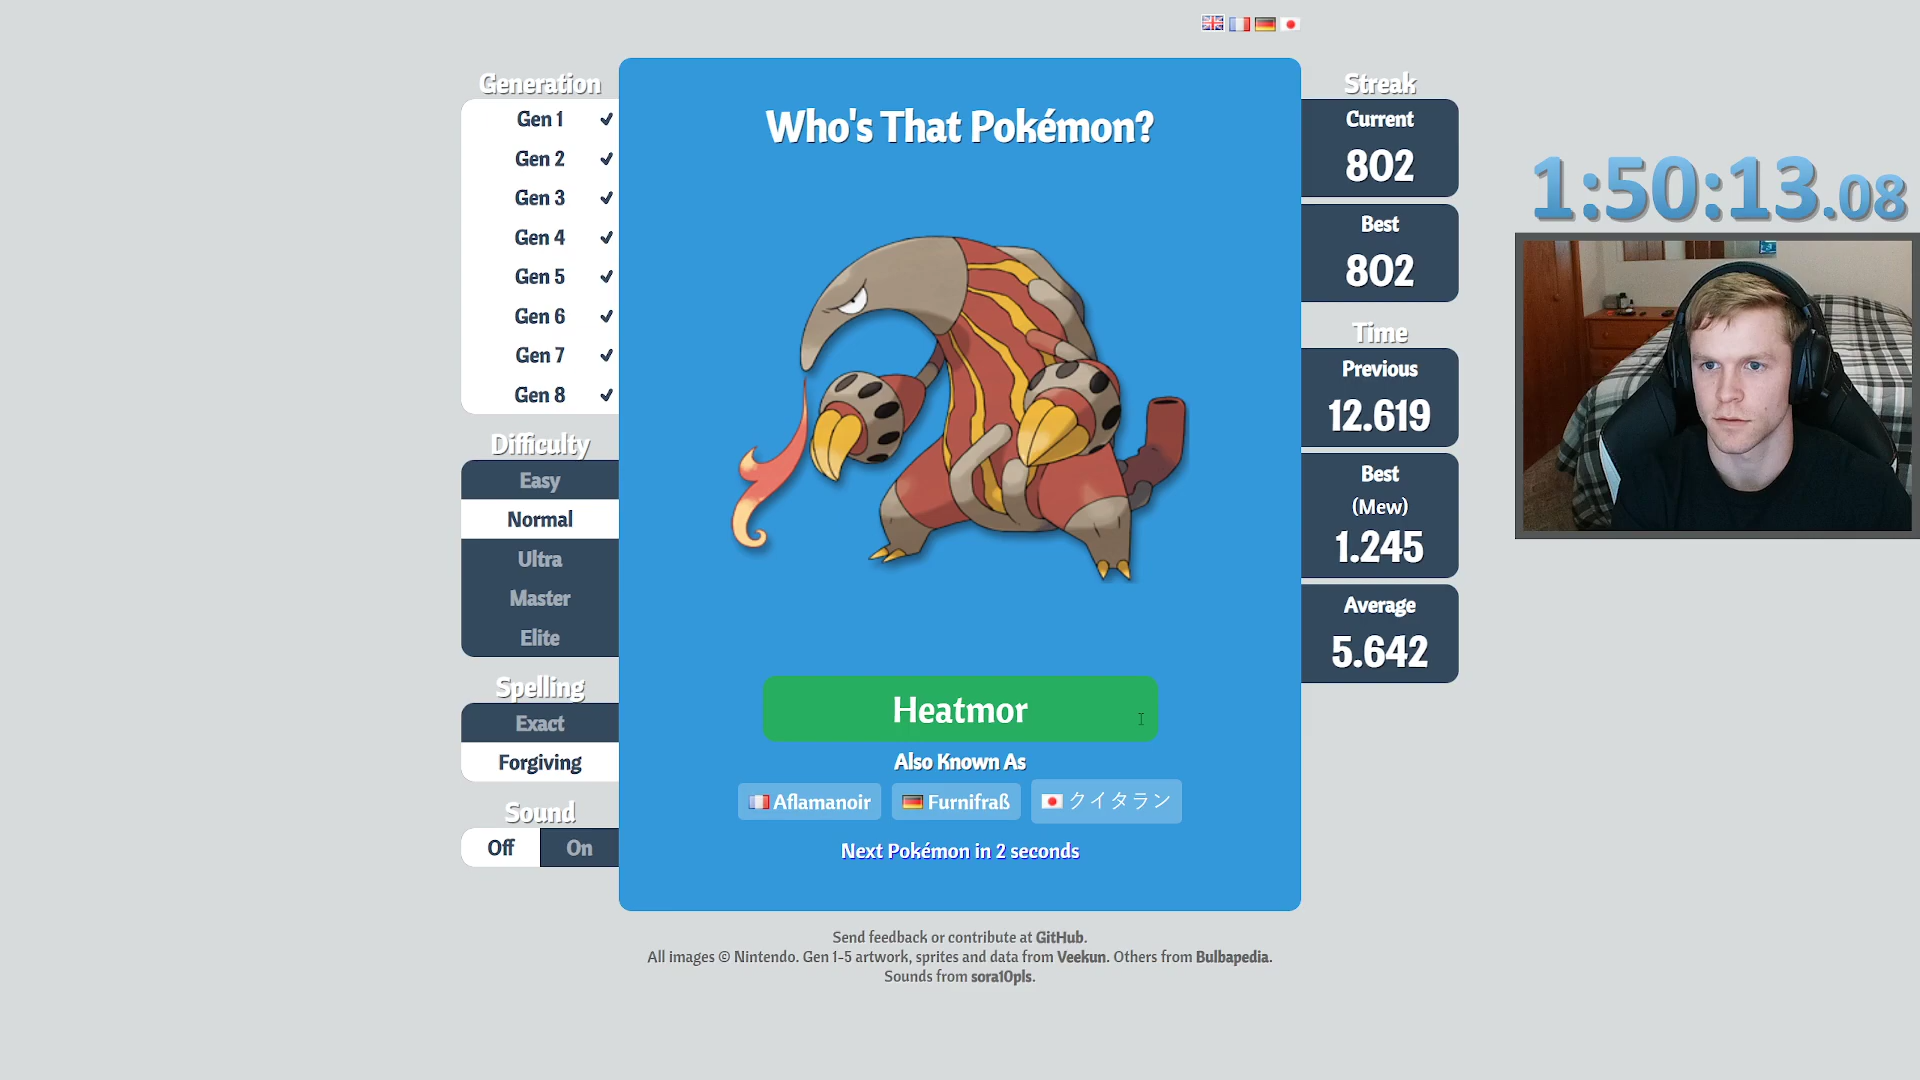 Generation
Gen 1
Gen 2
Gen 3
Gen 4
Gen 5
Gen 6
Gen 7
Gen 8
Difficulty
Easy
Normal
Ultra
Master
Elite
Spelling
Exact
Forgiving
Sound
Off On
Who's That Pokémon?
Heatmor
Also Known As
Aflamanoir Furnifraß クイタラン
Next Pokémon in 2 seconds
Streak
Current
802
Best
802
Time
Previous
12.619
Best
(Mew)
1.245
Average
5.642
1:50:13.08
Send feedback or contribute at GitHub.
All images © Nintendo. Gen 1-5 artwork, sprites and data from Veekun. Others from Bulbapedia.
Sounds from sora10pls.